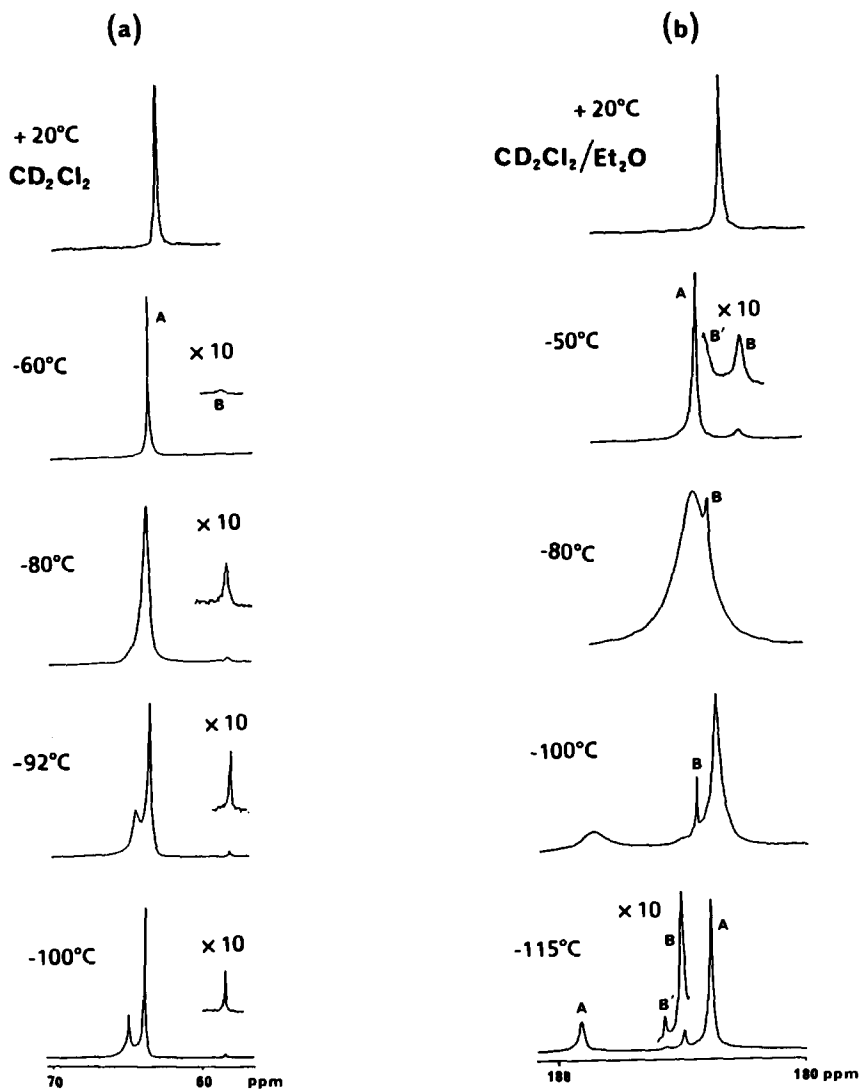 (a)
+ 20°C
CD₂Cl₂
A
-60°C
× 10
B
-80°C
× 10
-92°C
× 10
-100°C
× 10
70
60
ppm
(b)
+ 20°C
CD₂Cl₂/Et₂O
A
× 10
B'
B
-50°C
B
-80°C
-100°C
B
× 10
A
B
-115°C
B'
A
180 ppm